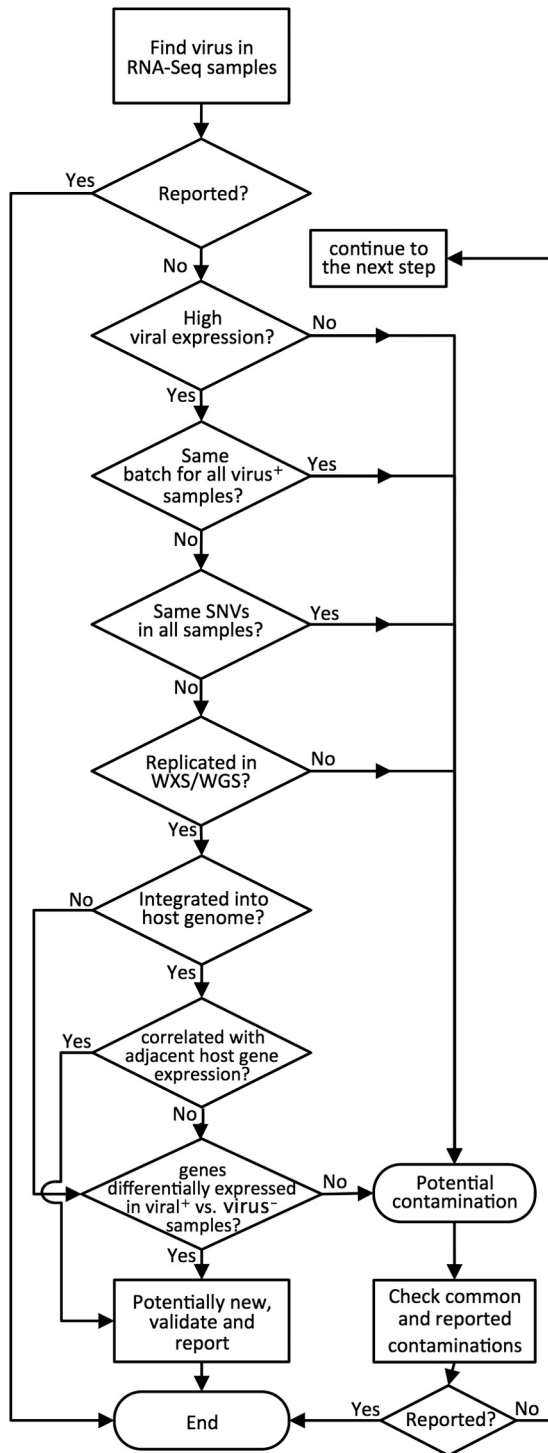 Find virus in
RNA-Seq samples
Yes
Reported?
No
continue to
the next step
High
viral expression?
No
Yes
Same
batch for all virus⁺
samples?
Yes
No
Same SNVs
in all samples?
Yes
No
Replicated in
WXS/WGS?
No
Yes
No
Integrated into
host genome?
Yes
Yes
correlated with
adjacent host gene
expression?
No
genes
differentially expressed
in viral⁺ vs. virus⁻
samples?
No
Potential
contamination
Yes
Potentially new,
validate and
report
Check common
and reported
contaminations
End
Yes
Reported?
No